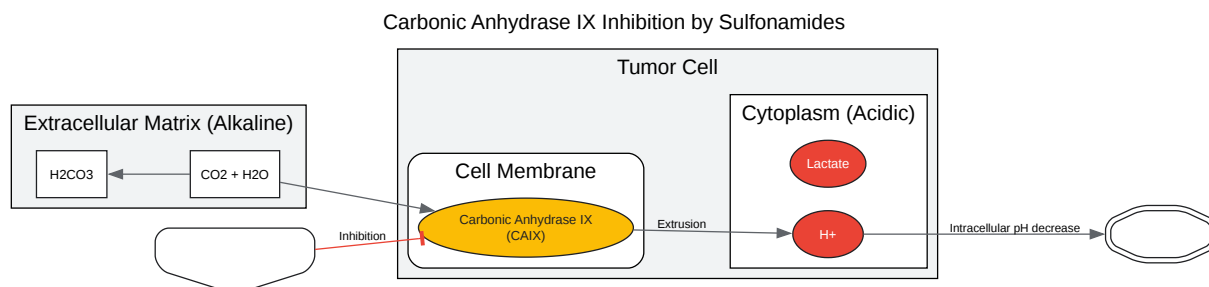 Carbonic Anhydrase IX Inhibition by Sulfonamides
Tumor Cell
Extracellular Matrix (Alkaline)
H2CO3
CO2 + H2O
Cell Membrane
Carbonic Anhydrase IX
(CAIX)
Inhibition
Extrusion
Cytoplasm (Acidic)
Lactate
H+
Intracellular pH decrease